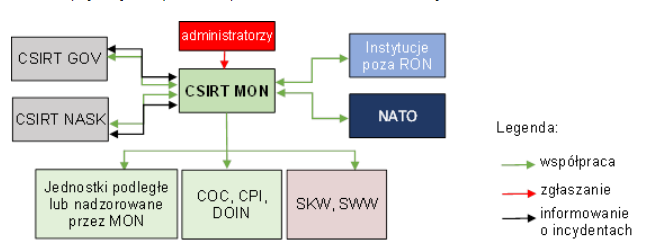 administratorzy
CSIRT GOV
Instytucje
poza RON
CSIRT MON
CSIRT NASK
NATO
Legenda:
współpraca
zgłaszanie
informowanie
o incydentach
Jednostki podległe
lub nadzorowane
przez MON
COC, CPI,
DOIN
SKW, SWW